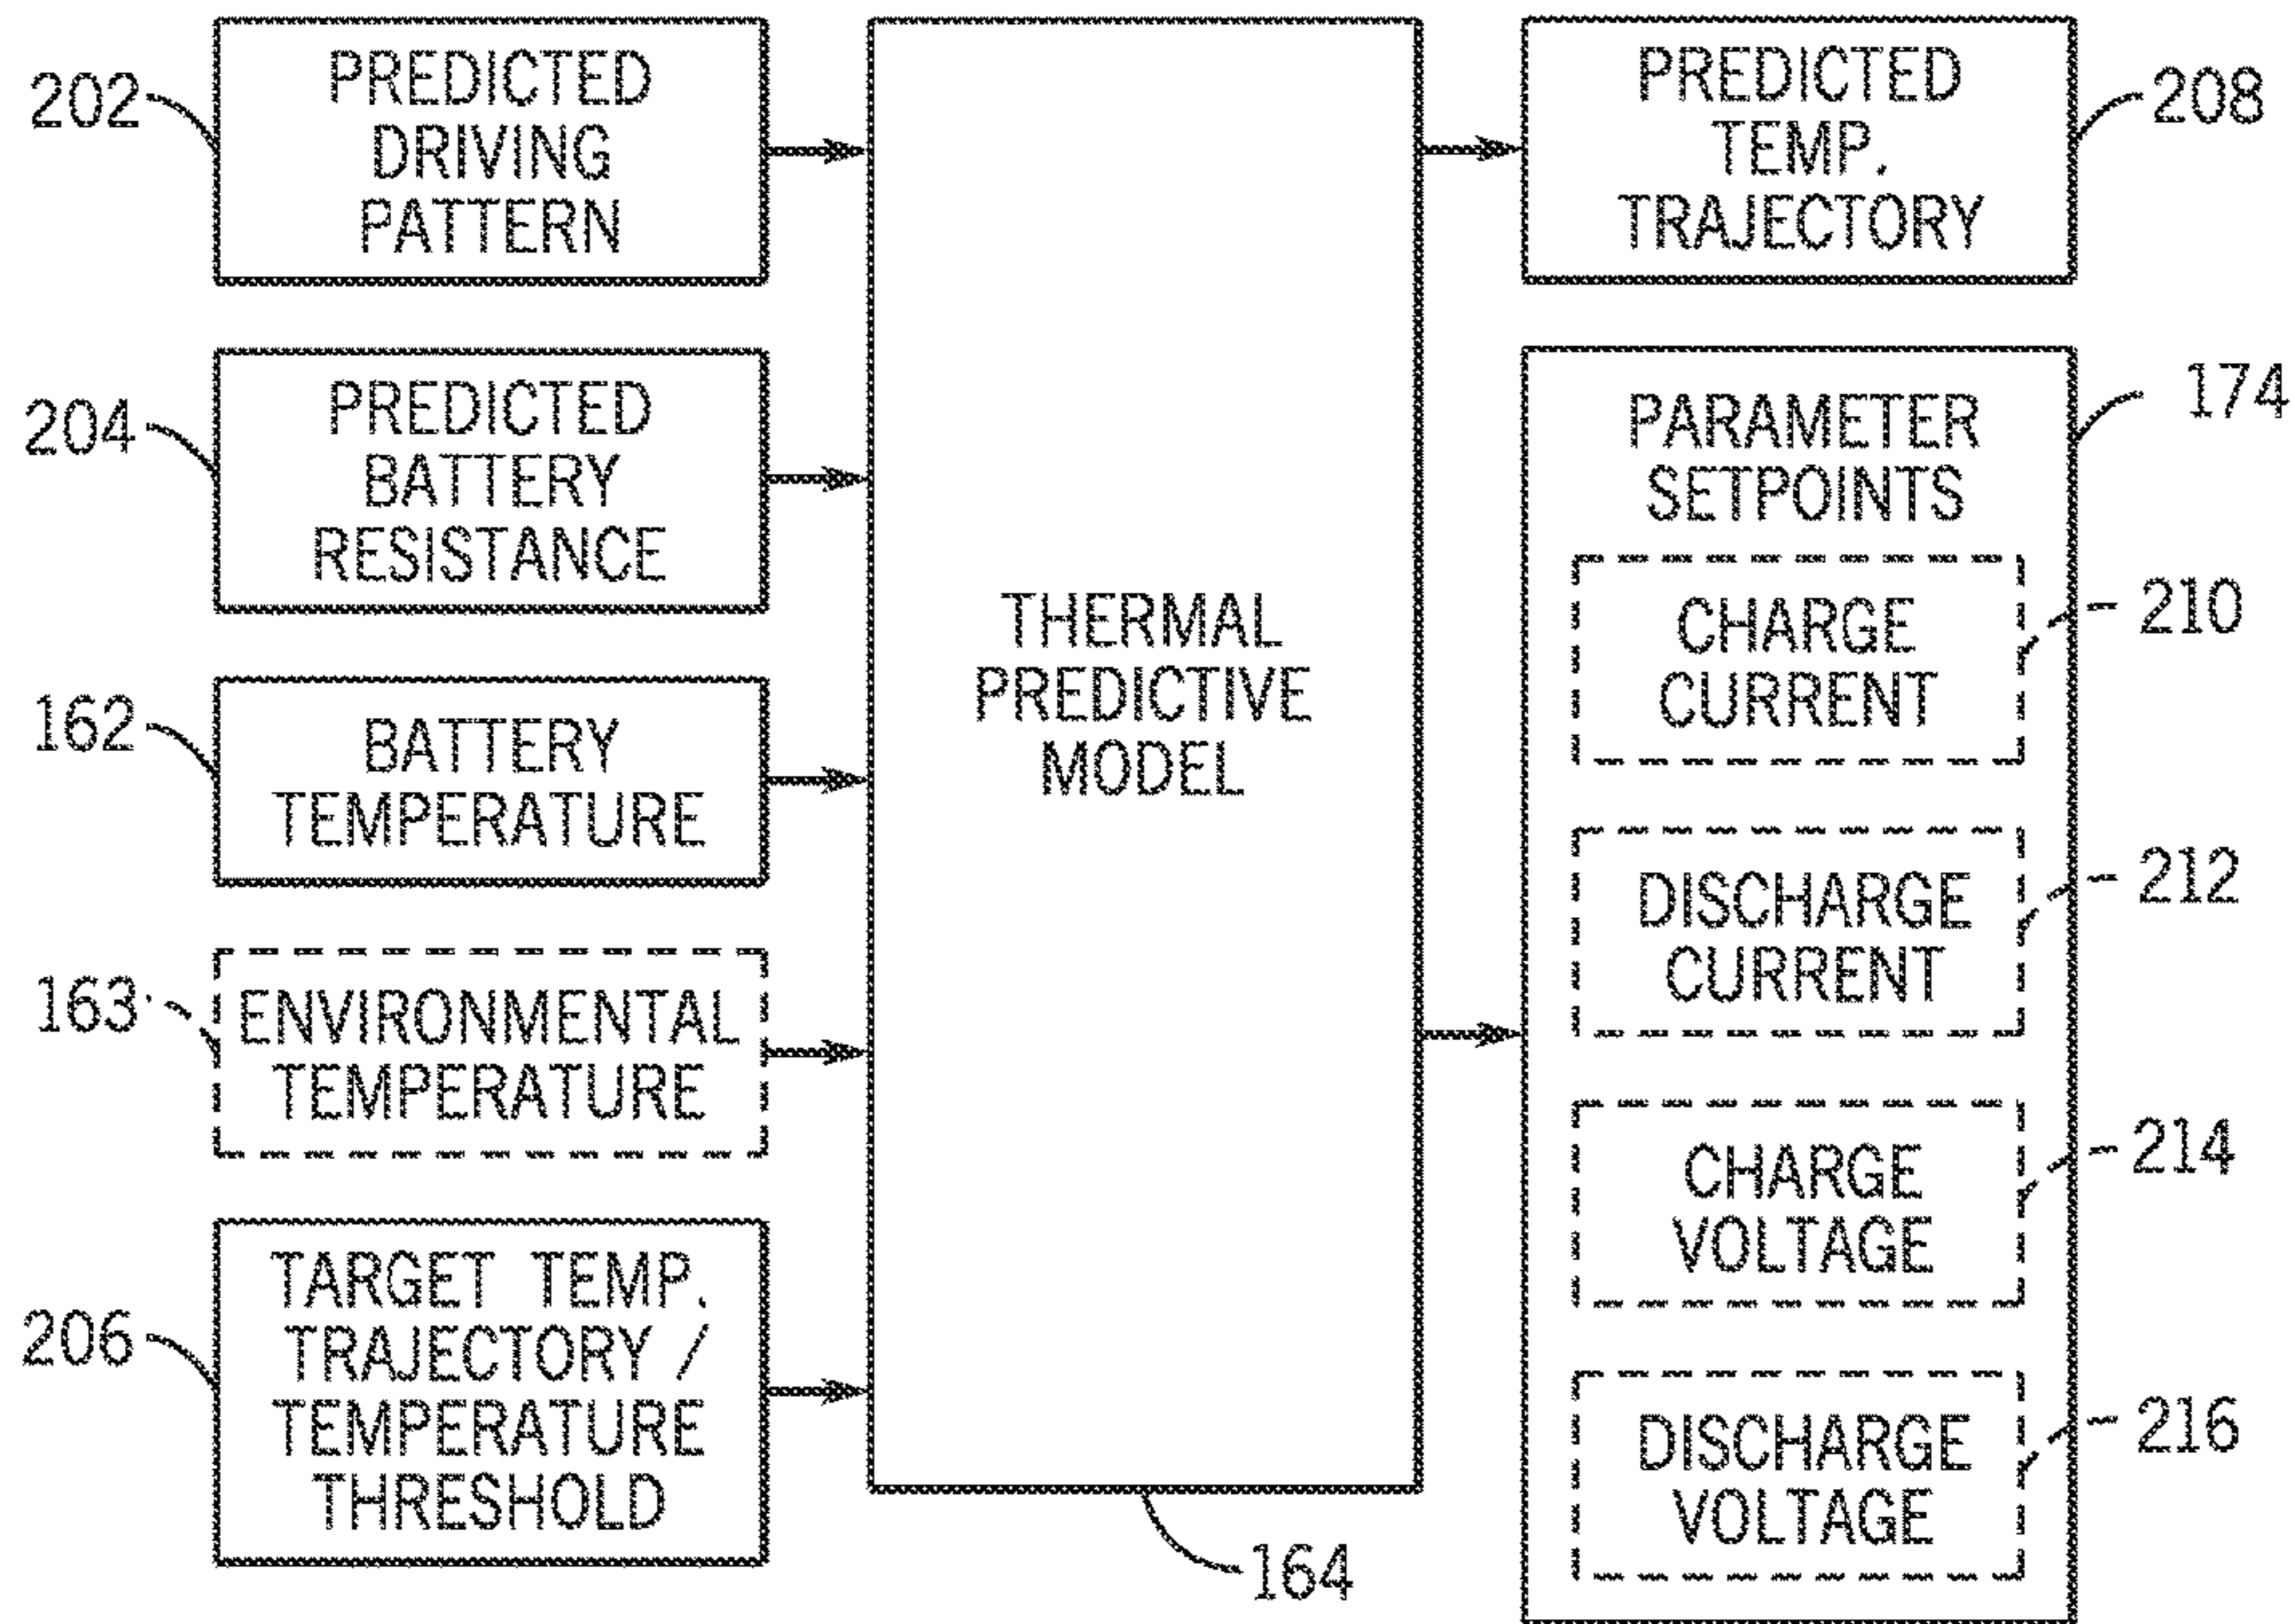 202
PREDICTED
DRIVING
PATTERN
204
PREDICTED
BATTERY
RESISTANCE
162
BATTERY
TEMPERATURE
163
ENVIRONMENTAL
TEMPERATURE
206
TARGET TEMP.
TRAJECTORY /
TEMPERATURE
THRESHOLD
THERMAL
PREDICTIVE
MODEL
164
PREDICTED
TEMP.
TRAJECTORY
208
PARAMETER
SETPOINTS
174
CHARGE
CURRENT
210
DISCHARGE
CURRENT
212
CHARGE
VOLTAGE
214
DISCHARGE
VOLTAGE
216